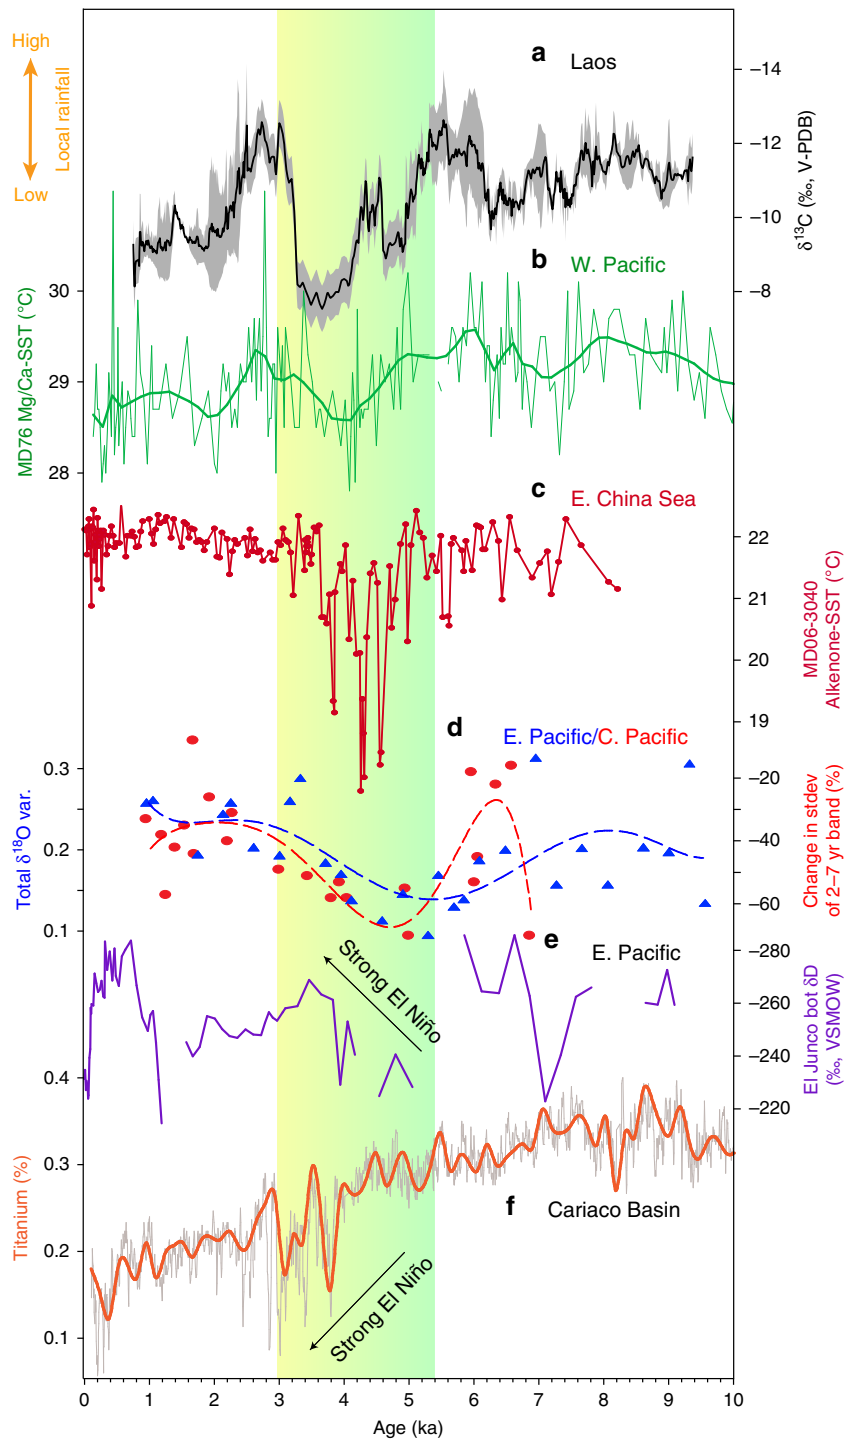 High
Local rainfall
Low
a
Laos
−14
−12
−10
−8
δ13C (‰, V-PDB)
b
W. Pacific
30
29
28
MD76 Mg/Ca-SST (°C)
c
E. China Sea
22
21
20
19
MD06-3040
Alkenone-SST (°C)
d
E. Pacific/C. Pacific
0.3
0.2
0.1
Total δ18O var.
−20
−40
−60
Change in stdev
of 2–7 yr band (%)
Strong El Niño
e
E. Pacific
−280
−260
−240
−220
El Junco bot δD
(‰, VSMOW)
0.4
0.3
0.2
0.1
Titanium (%)
f
Cariaco Basin
Strong El Niño
0 1 2 3 4 5 6 7 8 9 10
Age (ka)